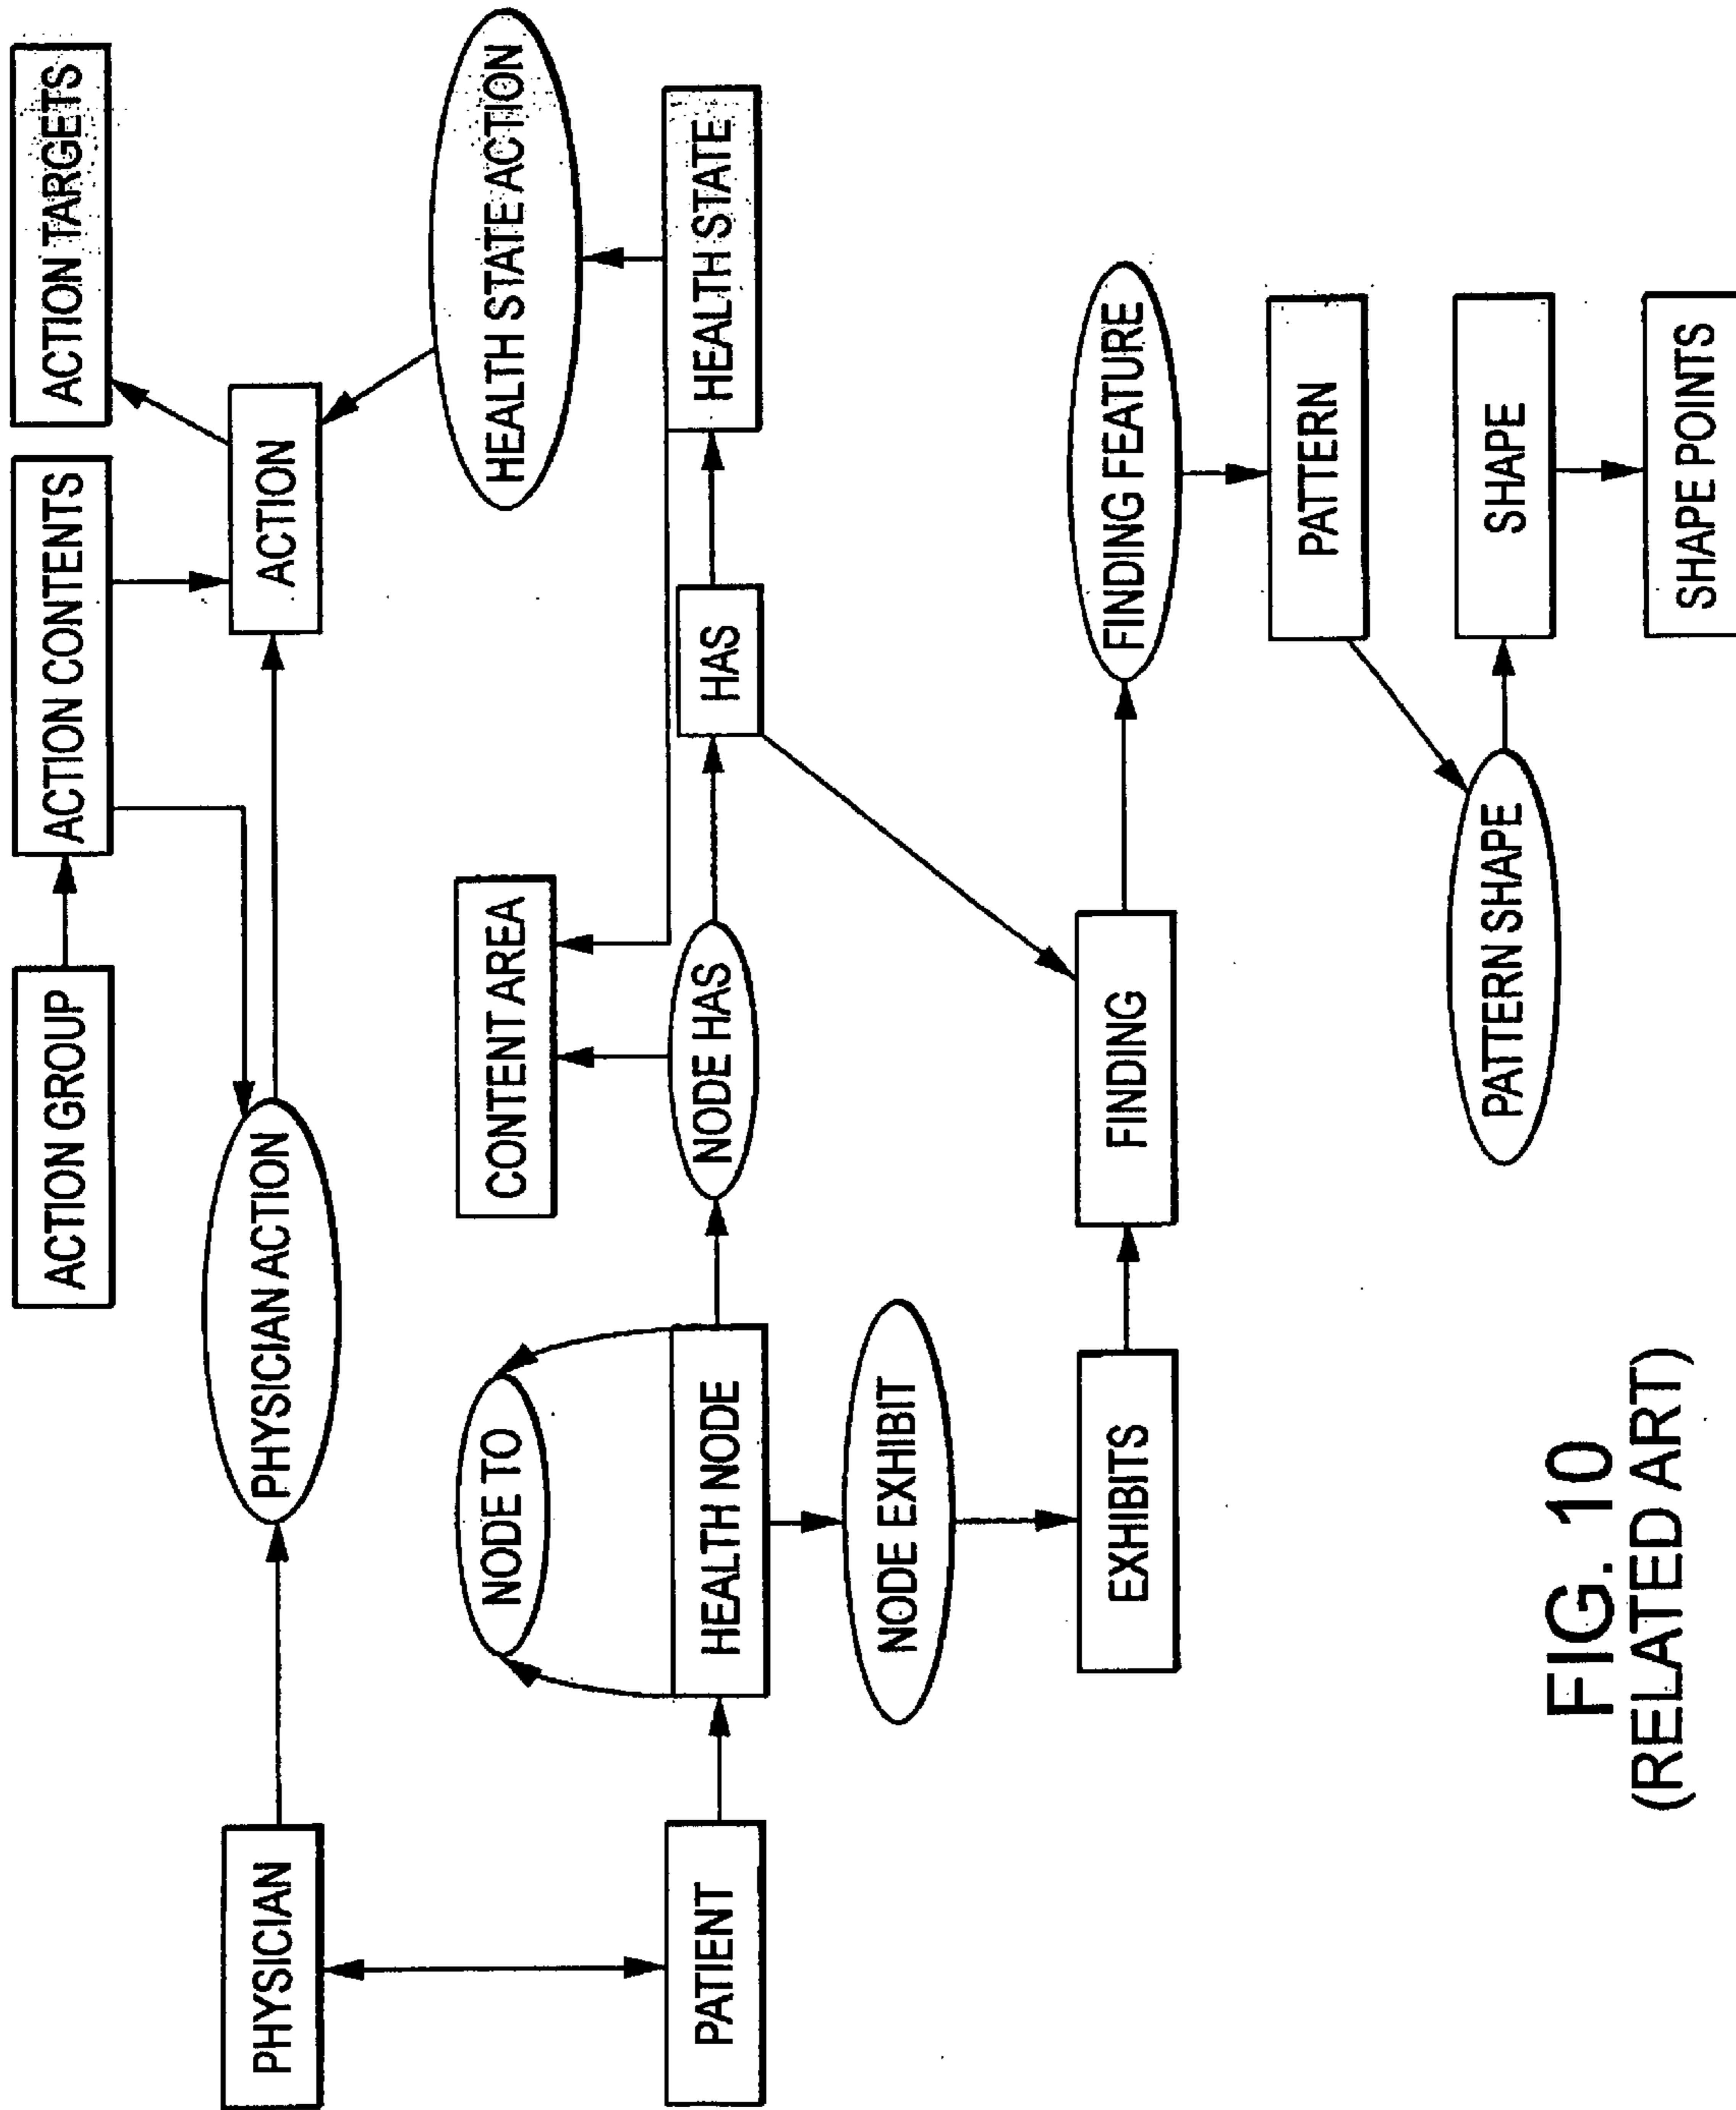 ACTION GROUP
ACTION CONTENTS
ACTION TARGETS
PHYSICIAN
PHYSICIAN ACTION
ACTION
NODE TO
CONTENT AREA
HEALTH STATE ACTION
PATIENT
HEALTH NODE
NODE HAS
HAS
HEALTH STATE
NODE EXHIBIT
EXHIBITS
FINDING
FINDING FEATURE
PATTERN
PATTERN SHAPE
SHAPE
SHAPE POINTS
FIG. 10
(RELATED ART)